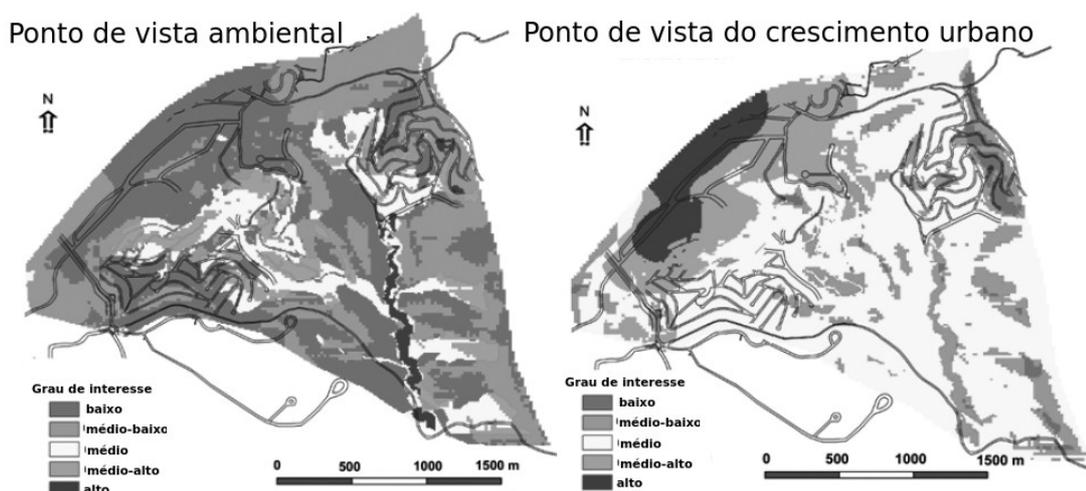 Ponto de vista ambiental
N
Grau de interesse
baixo
médio-baixo
médio
médio-alto
alto
0 500 1000 1500 m
Ponto de vista do crescimento urbano
N
Grau de interesse
baixo
médio-baixo
médio
médio-alto
alto
0 500 1000 1500 m